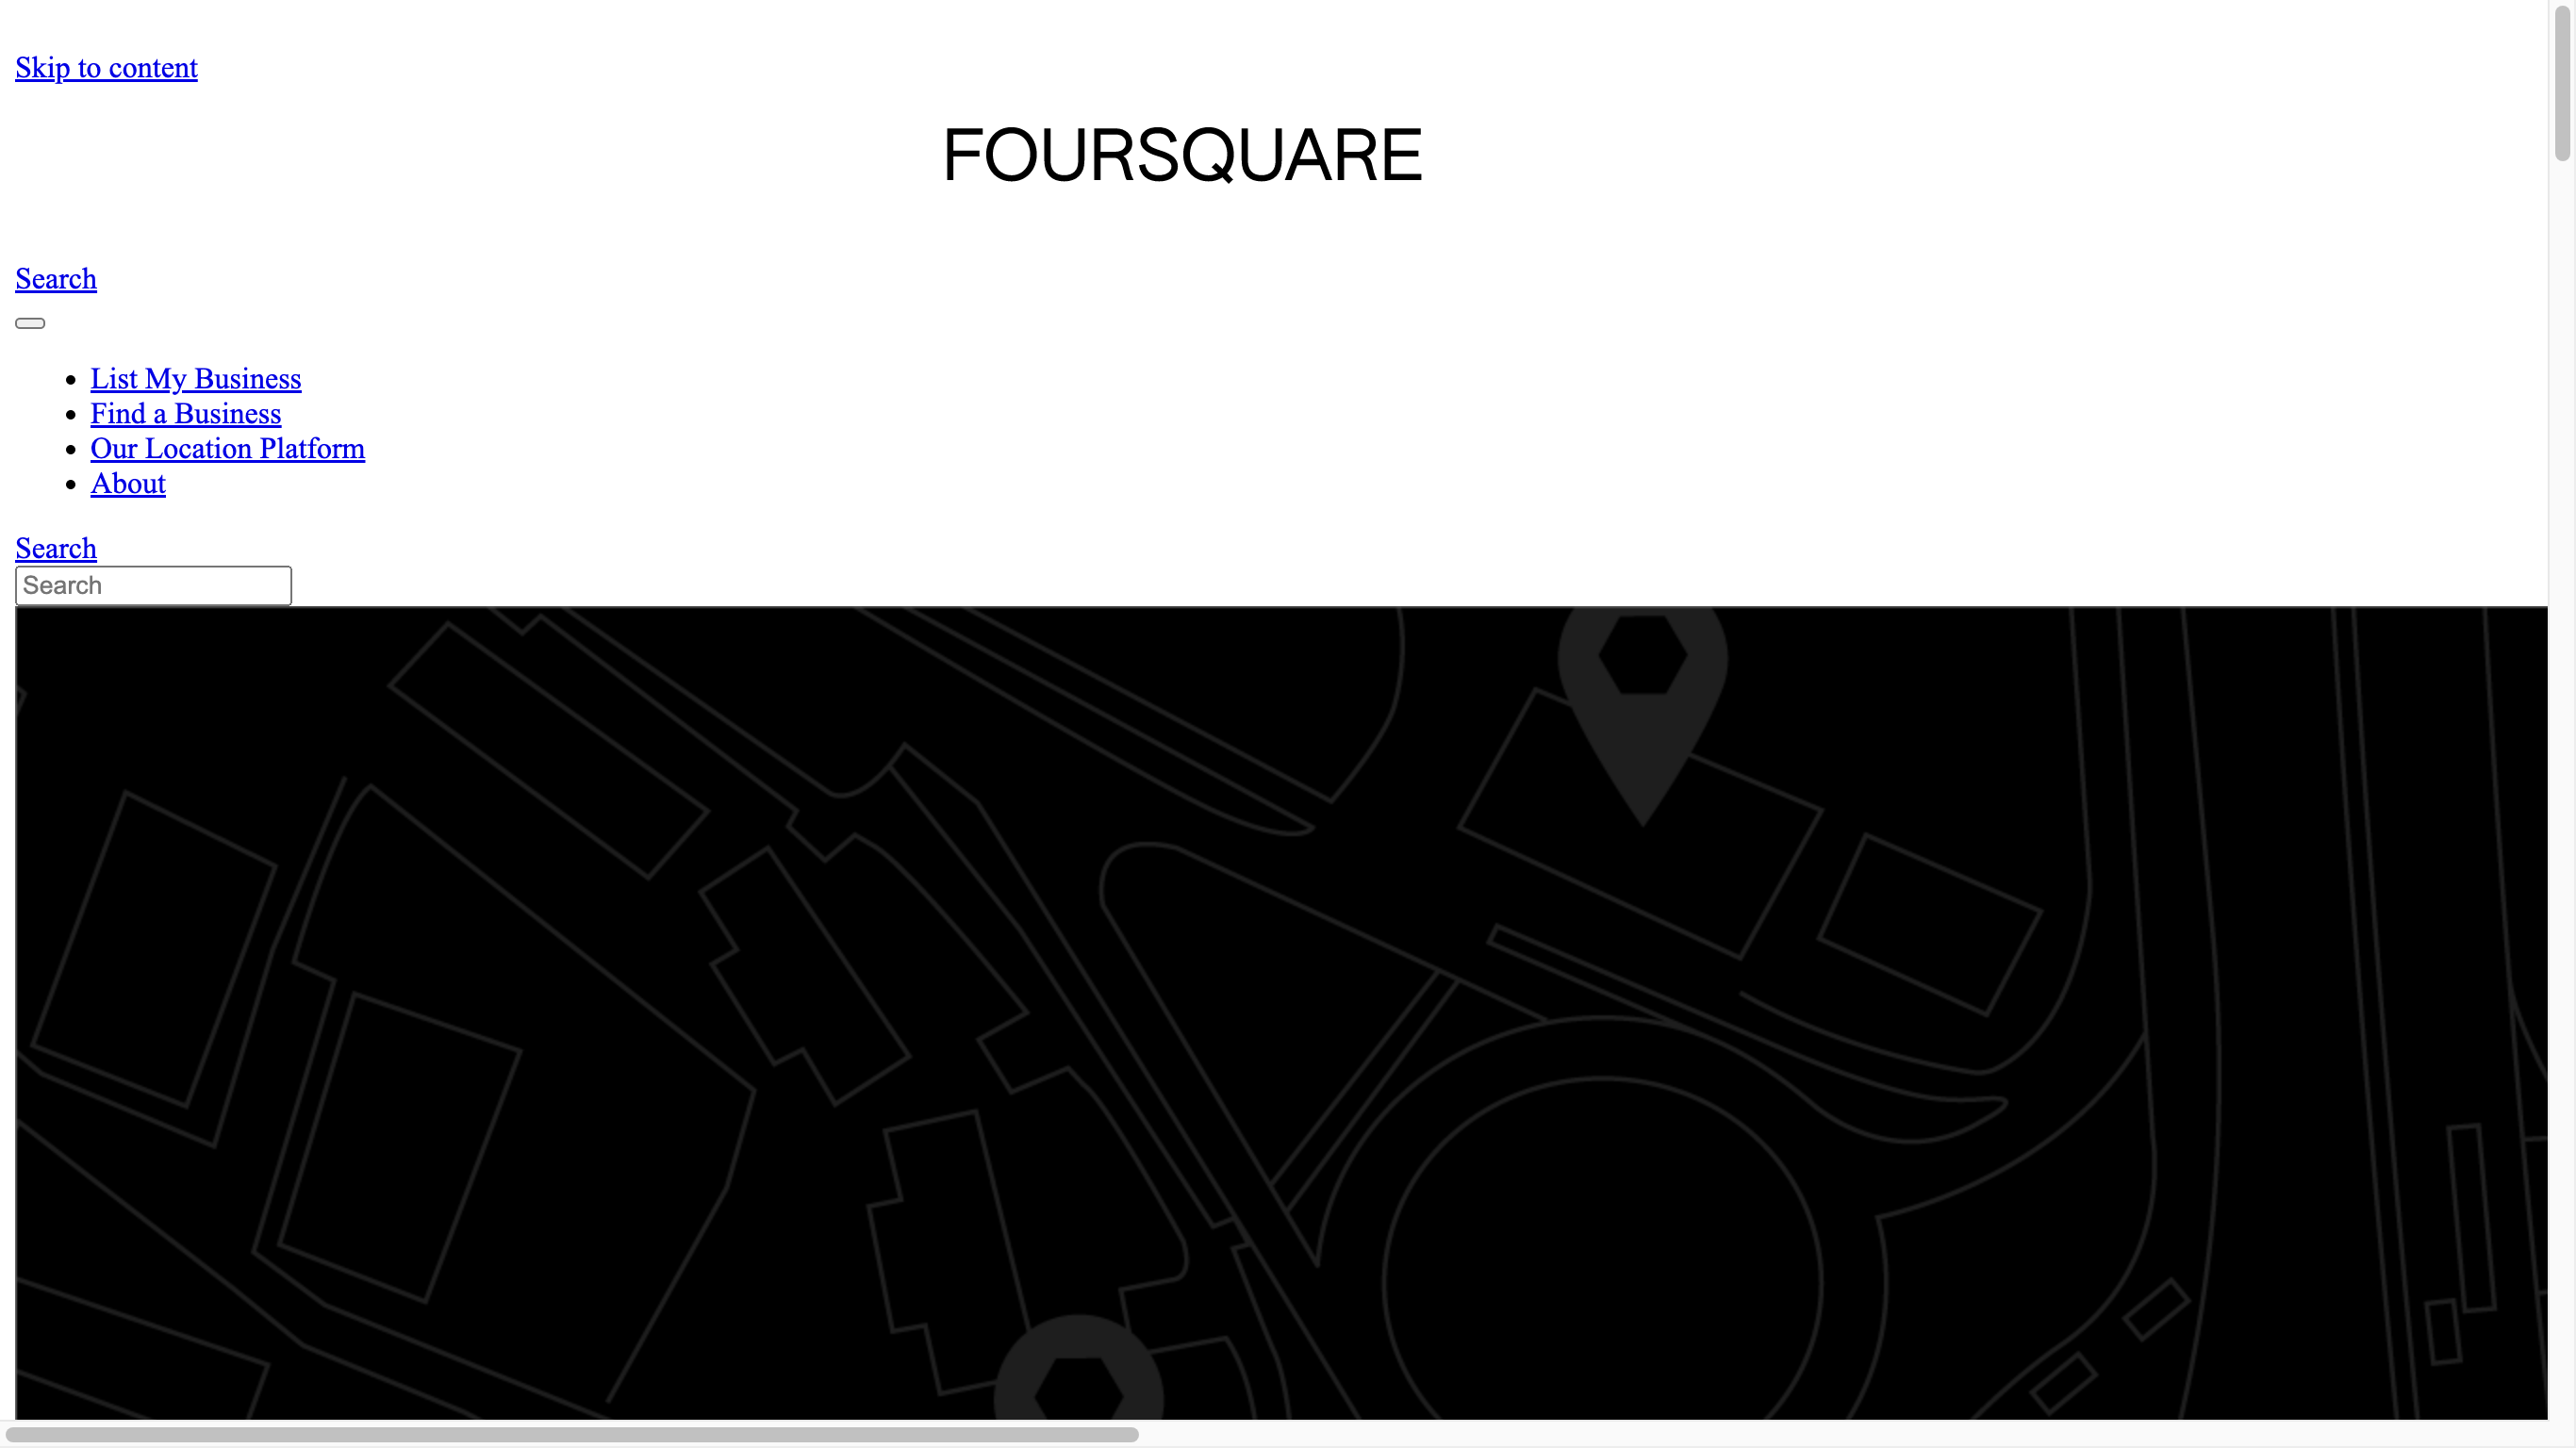 Skip to content
FOURSQUARE
Search
List My Business
Find a Business
Our Location Platform
About
Search
Search